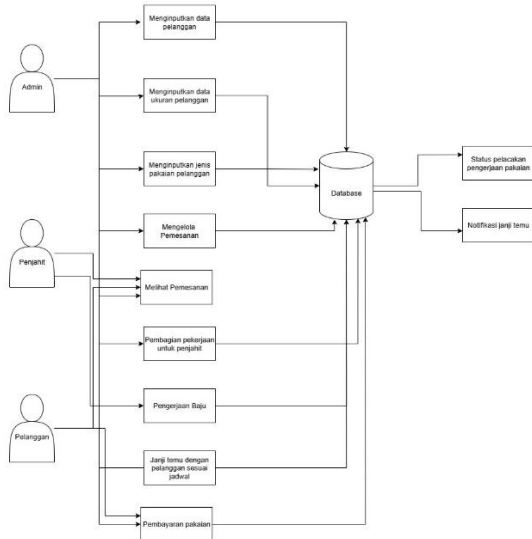 Menginputkan data
pelanggan
Admin
Menginputkan data
ukuran pelanggan
Menginputkan jenis
pakaian pelanggan
Database
Status pelacakan
pengerjaan pakaian
Notifikasi janji temu
Mengelola
Pemesanan
Penjahit
Melihat Pemesanan
Pembagian pekerjaan
untuk penjahit
Pengerjaan Baju
Pelanggan
Janji temu dengan
pelanggan sesuai
jadwal
Pembayaran pakaian